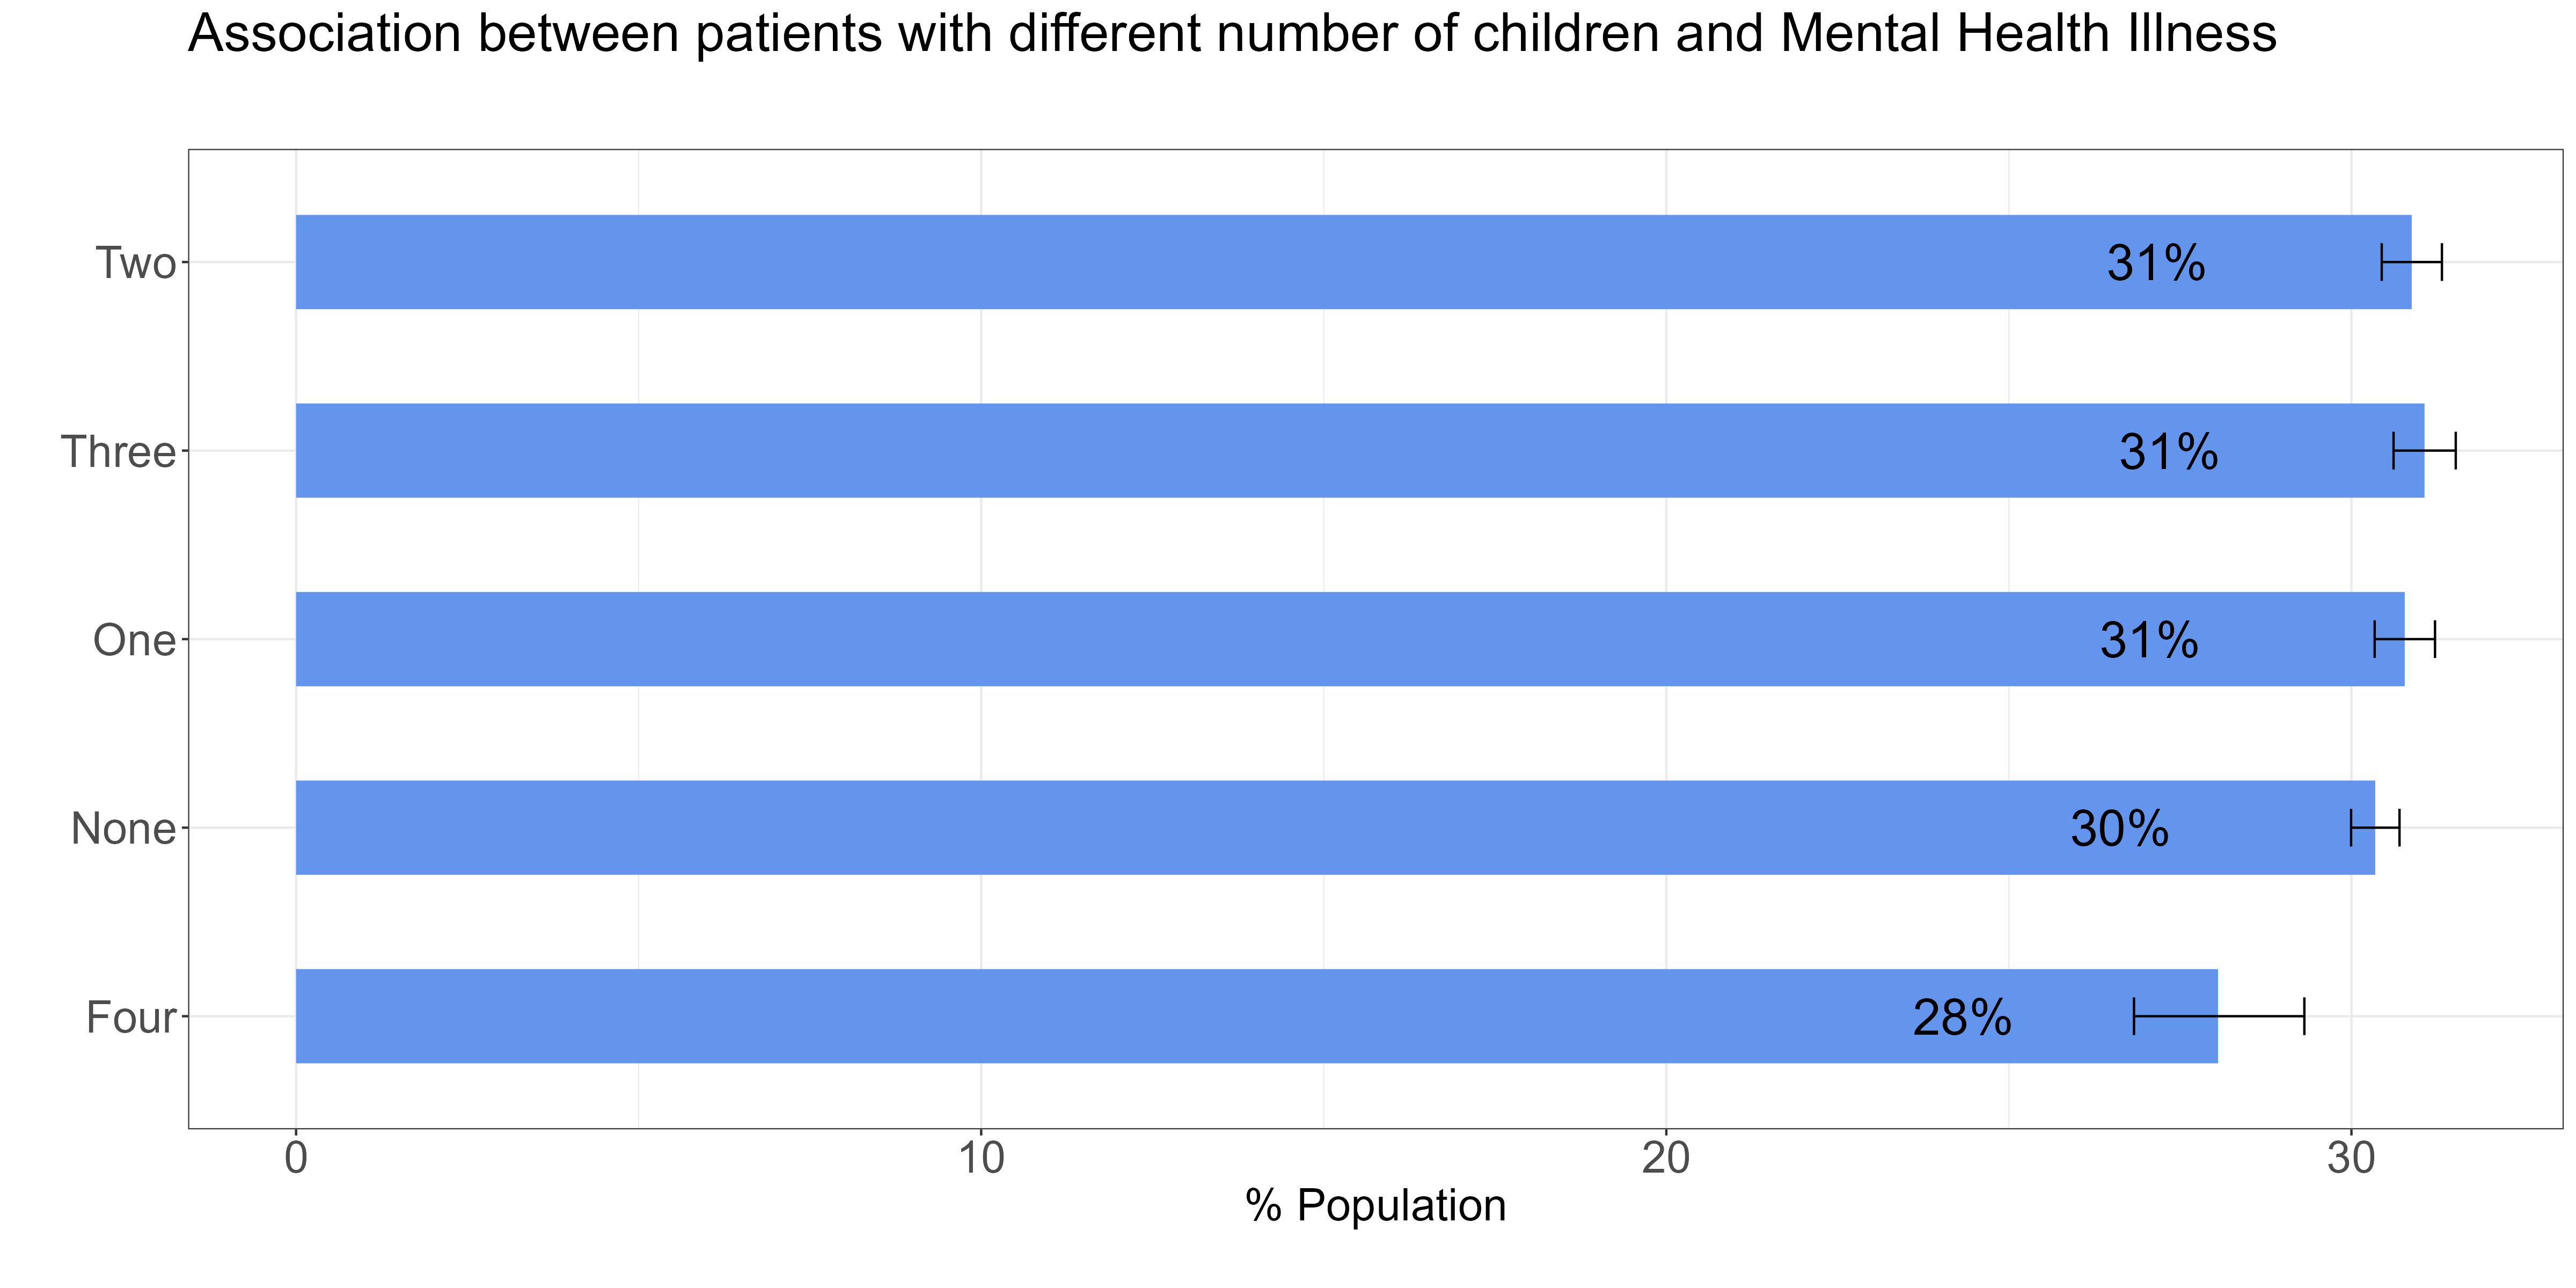 Association between patients with different number of children and Mental Health Illness
Two
31%
Three
31%
One
31%
None
30%
Four
28%
0 10 20 30
% Population